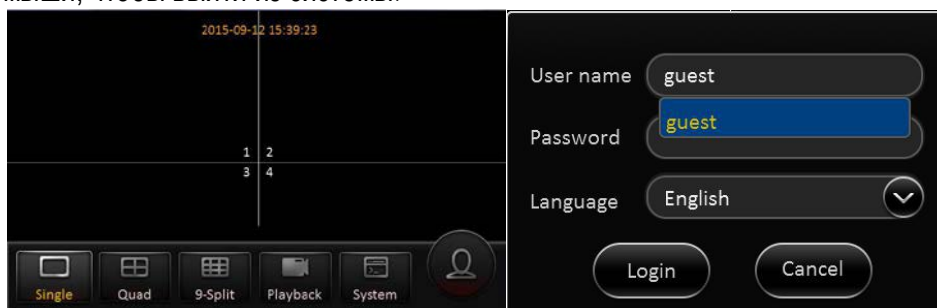 2015-09-12 15:39:23
1 2
3 4
Single Quad 9-Split Playback System
User name guest
guest
Password
Language English
Login Cancel